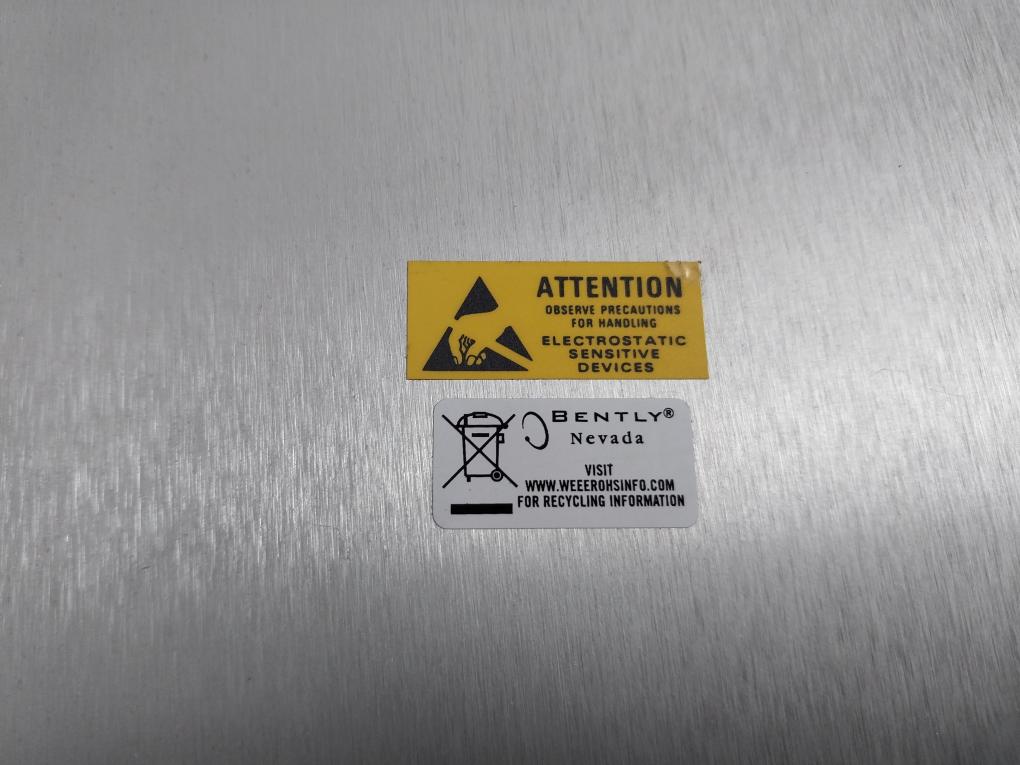 ATTENTION
OBSERVE PRECAUTIONS
FOR HANDLING
ELECTROSTATIC
SENSITIVE
DEVICES
BENTLY®
Nevada
VISIT
WWW.WEEEROHSINFO.COM
FOR RECYCLING INFORMATION